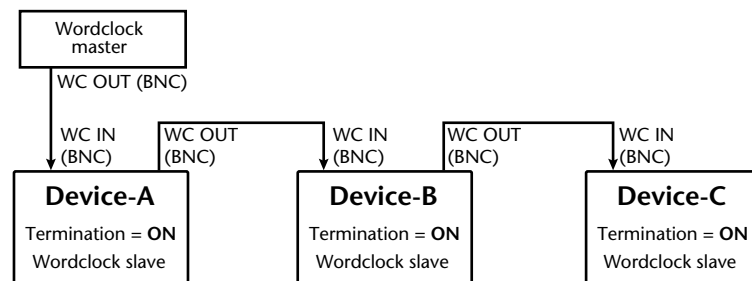 Wordclock
master
WC OUT (BNC)
WC IN
(BNC)
WC OUT
(BNC)
WC IN
(BNC)
WC OUT
(BNC)
WC IN
(BNC)
Device-A
Termination = ON
Wordclock slave
Device-B
Termination = ON
Wordclock slave
Device-C
Termination = ON
Wordclock slave